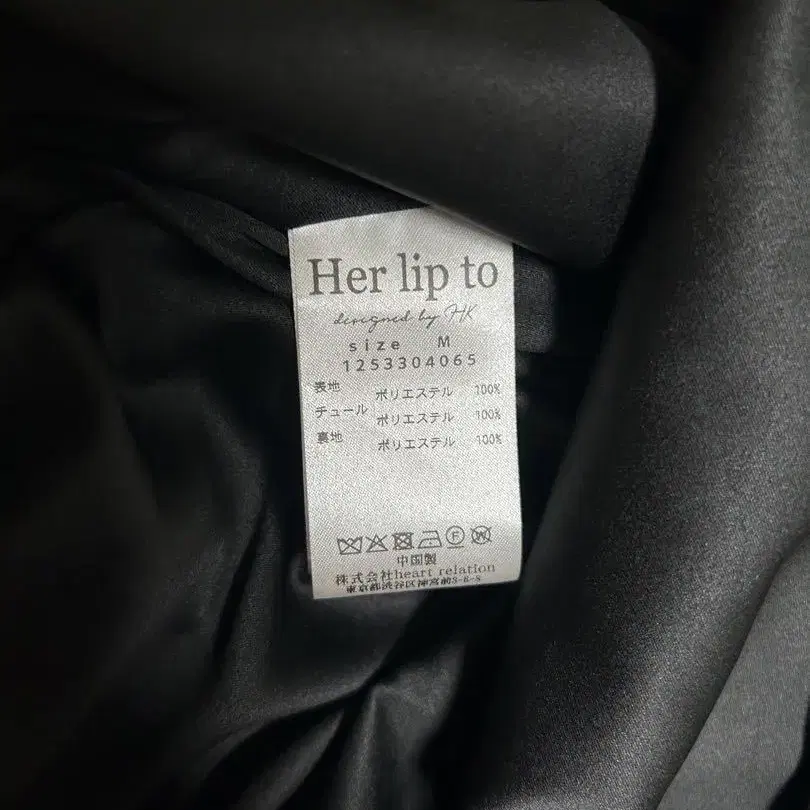 Her lip to
designed by HK
size M
1253304065
表地 ポリエステル 100%
チュール ポリエステル 100%
裏地 ポリエステル 100%
F W
中国製
株式会社heart relation
東京都渋谷区神宮前3-8-8